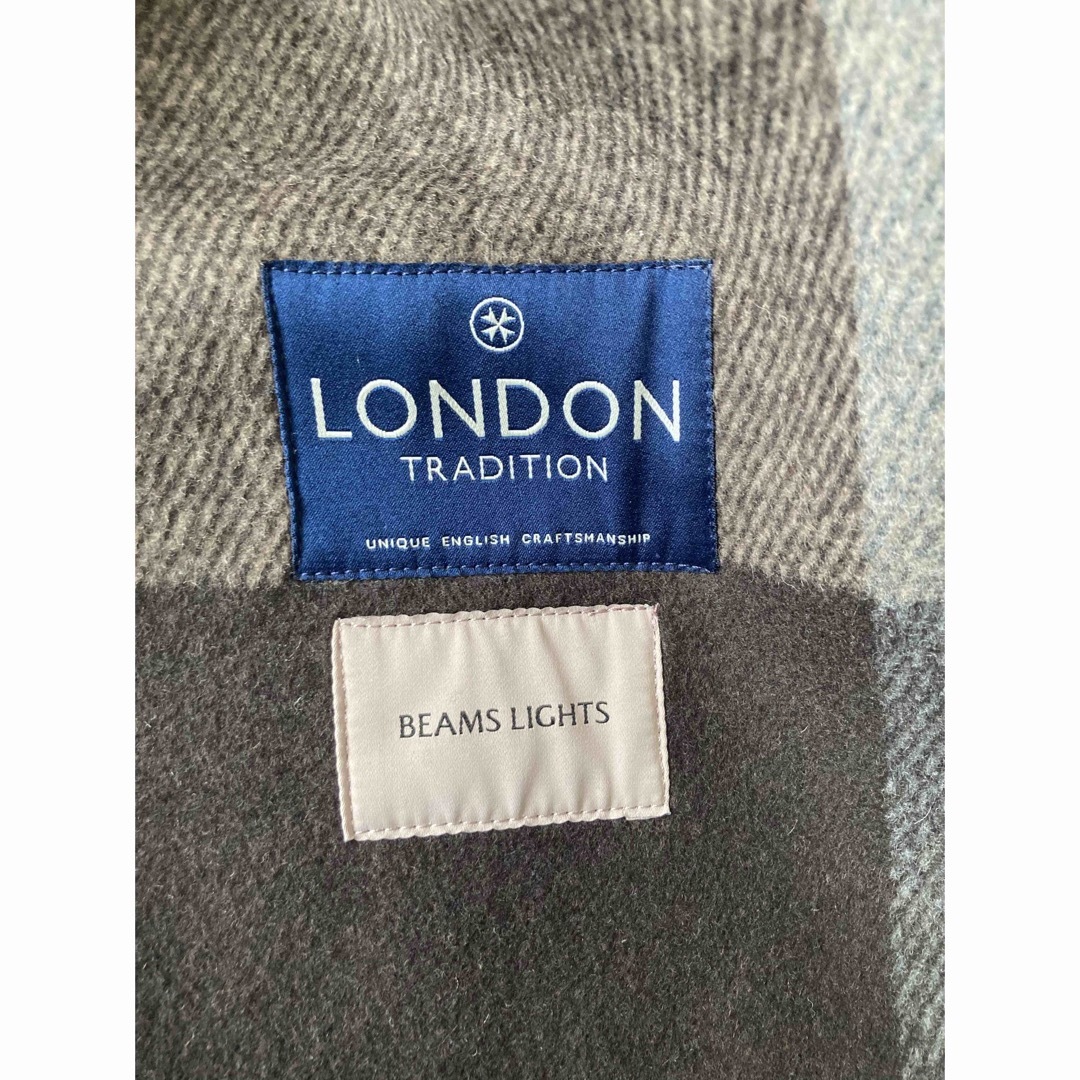 LONDON
TRADITION
UNIQUE ENGLISH CRAFTSMANSHIP
BEAMS LIGHTS